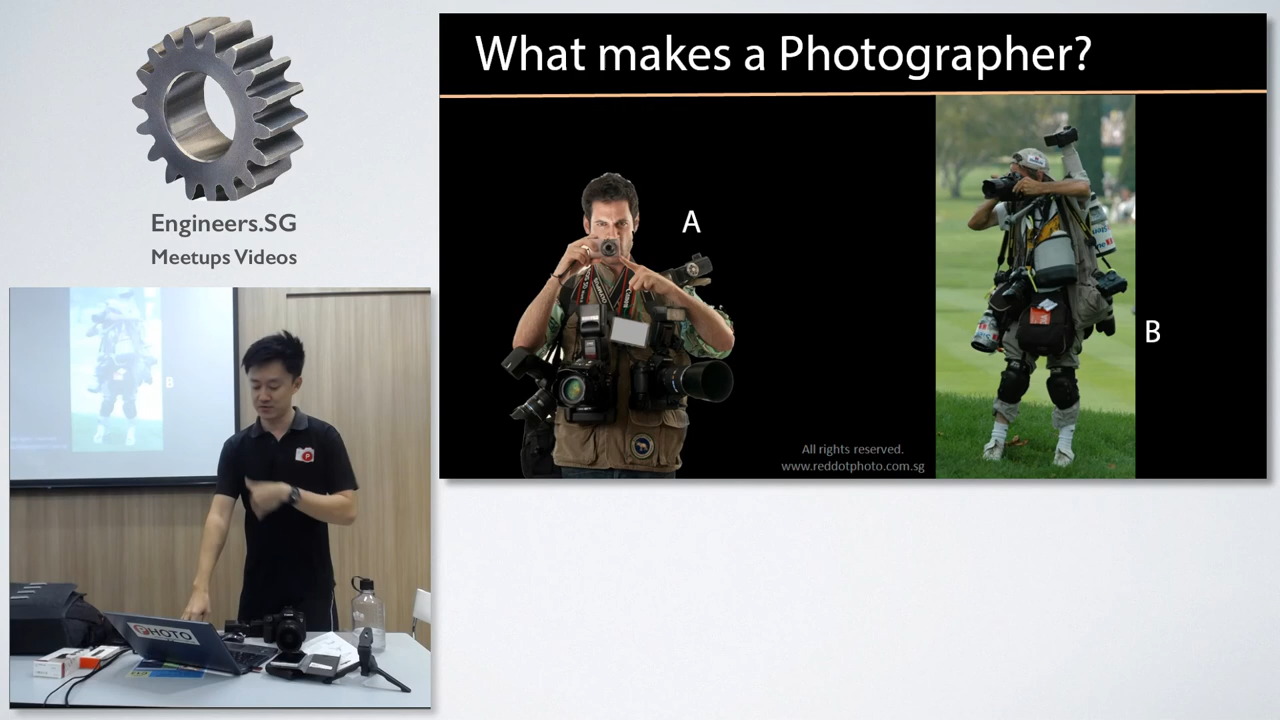 Engineers.SG
Meetups Videos
What makes a Photographer?
A
B
All rights reserved.
www.reddotphoto.com.sg
B
PHOTO